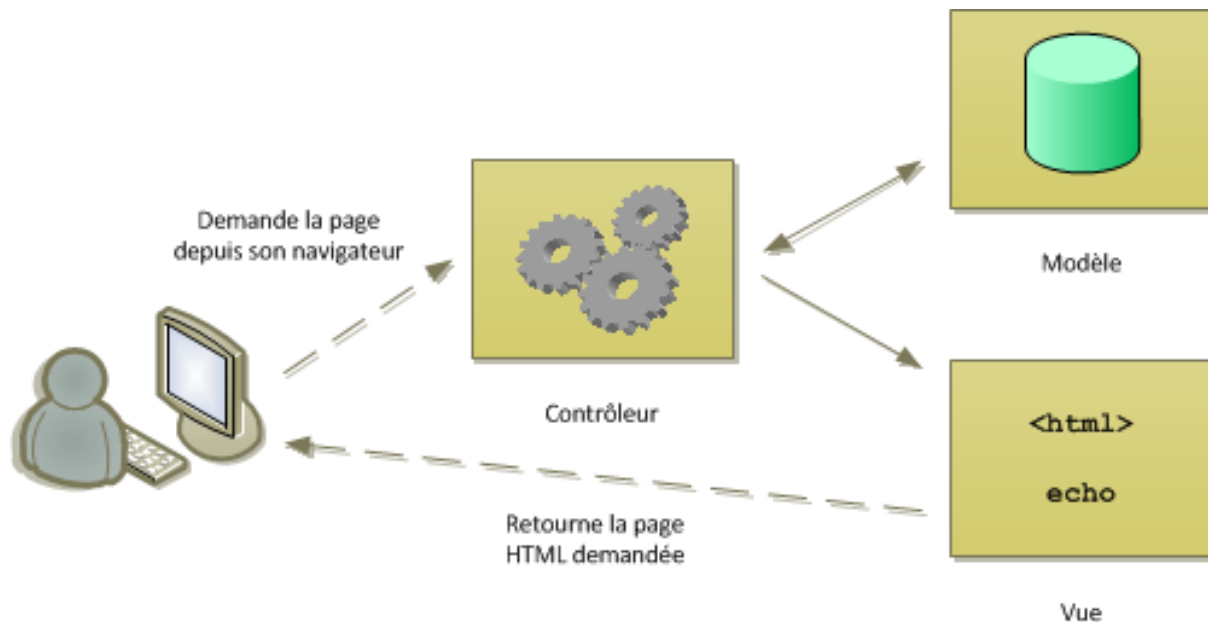 Demande la page
depuis son navigateur
Contrôleur
Modèle
<html>
echo
Vue
Retourne la page
HTML demandée